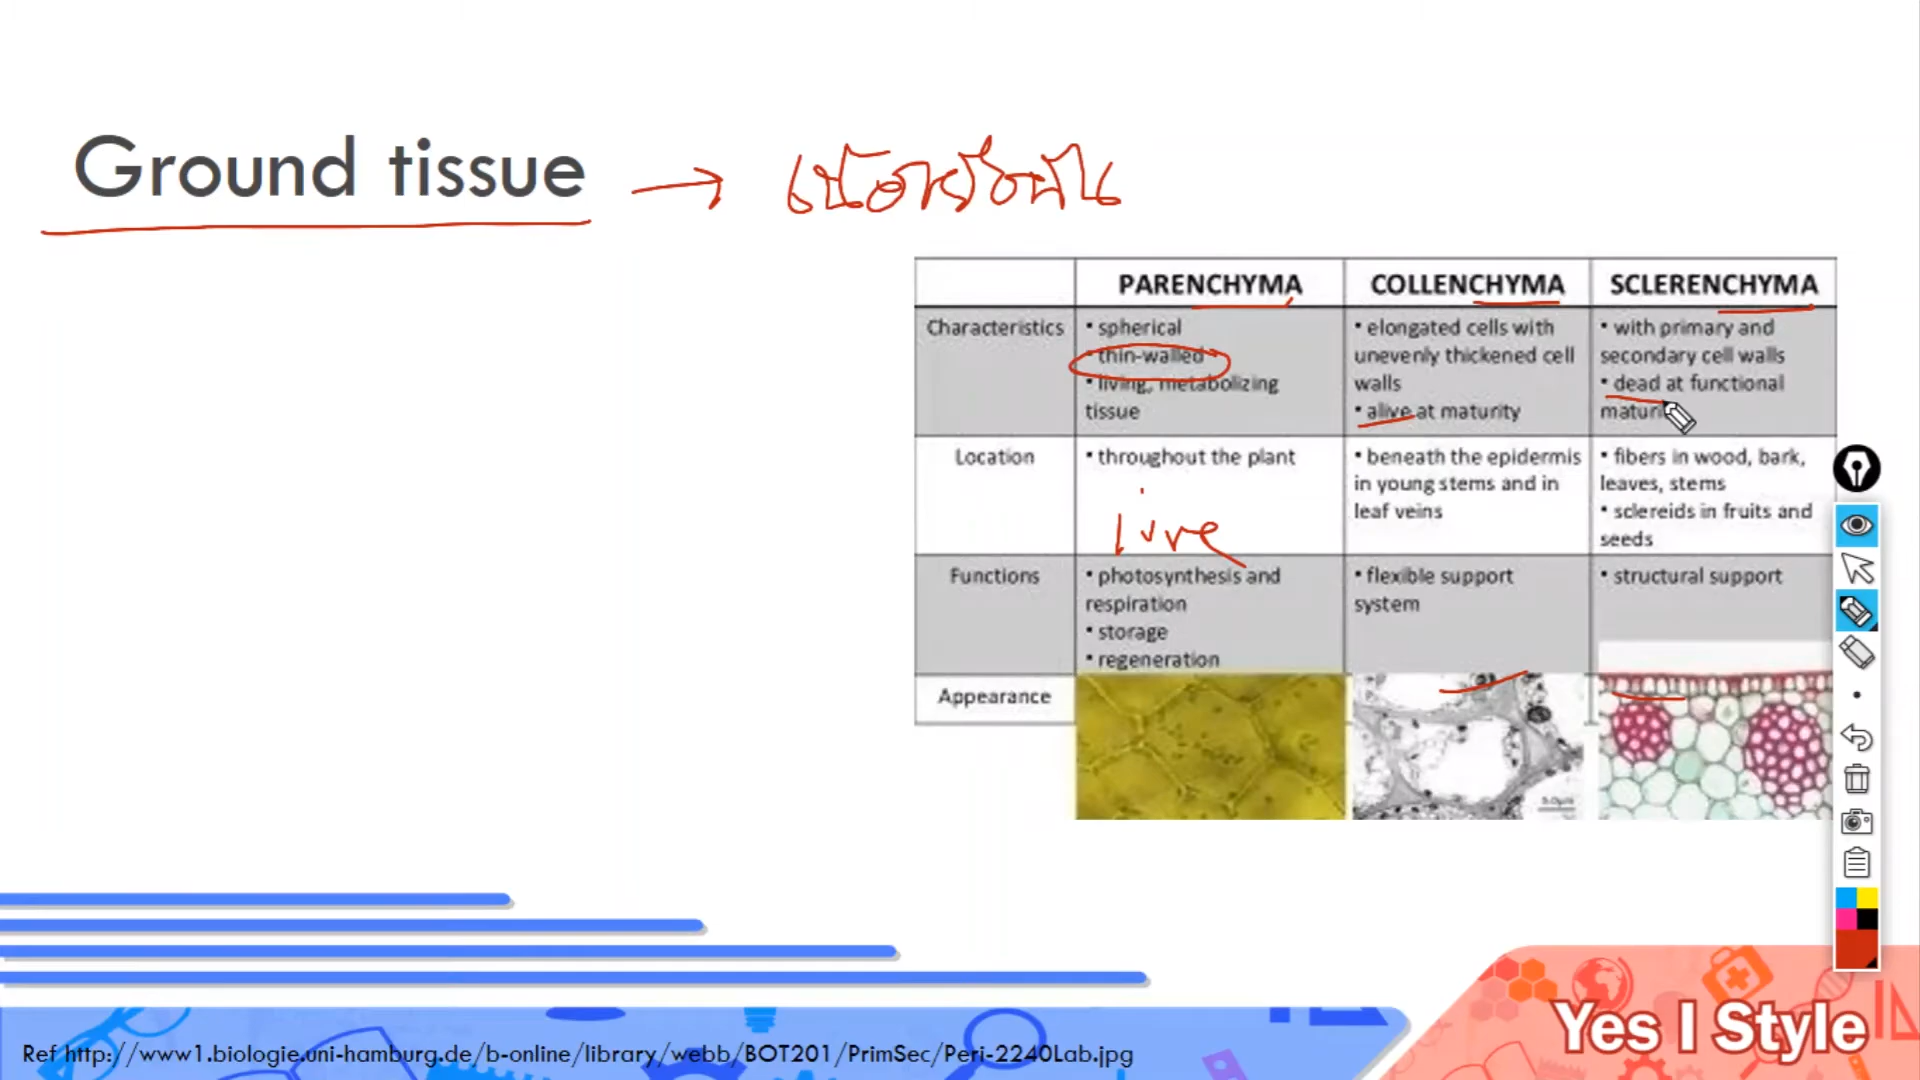 Ground tissue →
PARENCHYMA COLLENCHYMA SCLERENCHYMA
Characteristics
• spherical
• thin-walled
• living, metabolizing
tissue
• elongated cells with
unevenly thickened cell
walls
• alive at maturity
• with primary and
secondary cell walls
• dead at functional
Location
• throughout the plant
live
• beneath the epidermis
in young stems and in
leaf veins
• fibers in wood, bark,
leaves, stems
• sclereids in fruits and
seeds
Functions
• photosynthesis and
respiration
• storage
• regeneration
• flexible support
system
• structural support
Appearance
Ref http://www1.biologie.uni-hamburg.de/b-online/library/webb/BOT201/PrimSec/Peri-2240Lab.jpg
Yes I Style